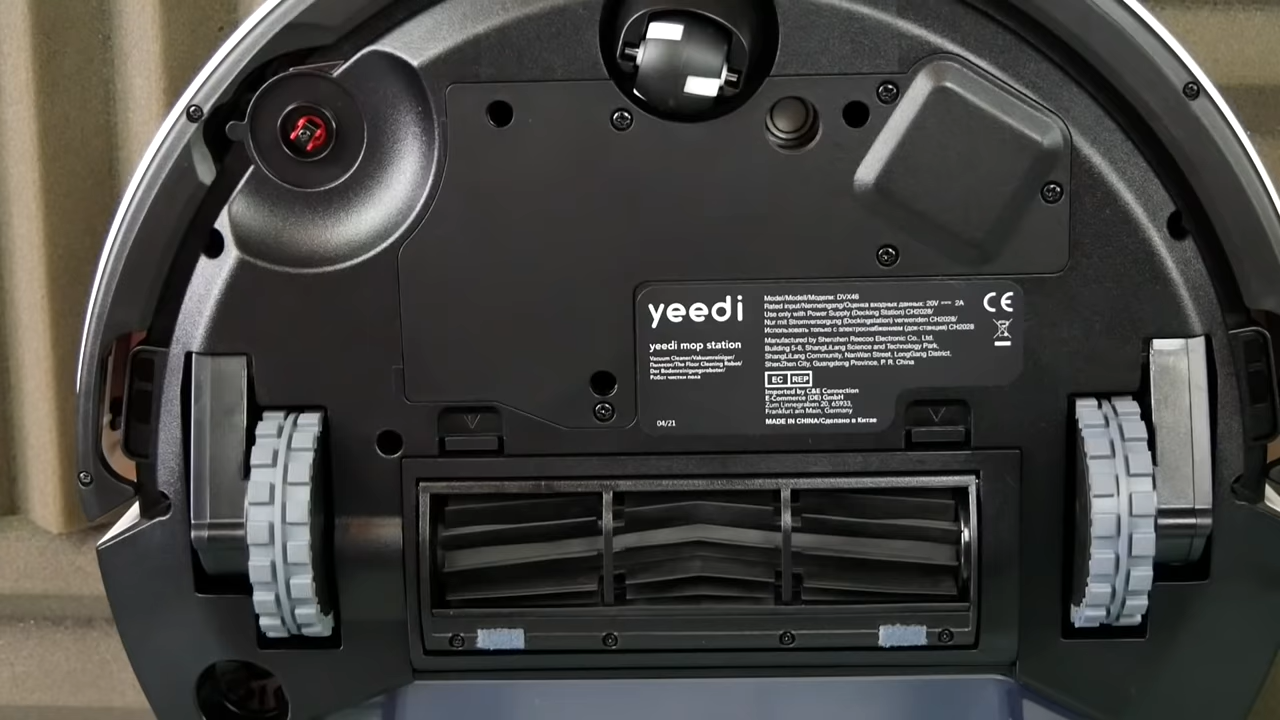 yeedi
yeedi mop station
Vacuum Cleaner/Vakuumreiniger/
Пылесос/The Floor Cleaning Robot/
Der Bodenreinigungsroboter/
Робот чистки пола
04/21
Model/Modell/Модели: DVX46
Rated input/Nenneingang/Оценка входных данных: 20V 2A
Use only with Power Supply (Docking Station) CH2028/
Nur mit Stromversorgung (Dockingstation) verwenden CH2028/
Использовать только с электроснабжением (док-станции) CH2028
Manufactured by Shenzhen Reecoo Electronic Co., Ltd.
Building 5-6, ShangLiLang Science and Technology Park,
ShangLiLang Community, NanWan Street, LongGang District,
ShenZhen City, Guangdong Province, P. R. China
EC REP
Imported by C&E Connection
E-Commerce (DE) GmbH
Zum Linnegraben 20, 65933,
Frankfurt am Main, Germany
MADE IN CHINA/Сделано в Китае
CE